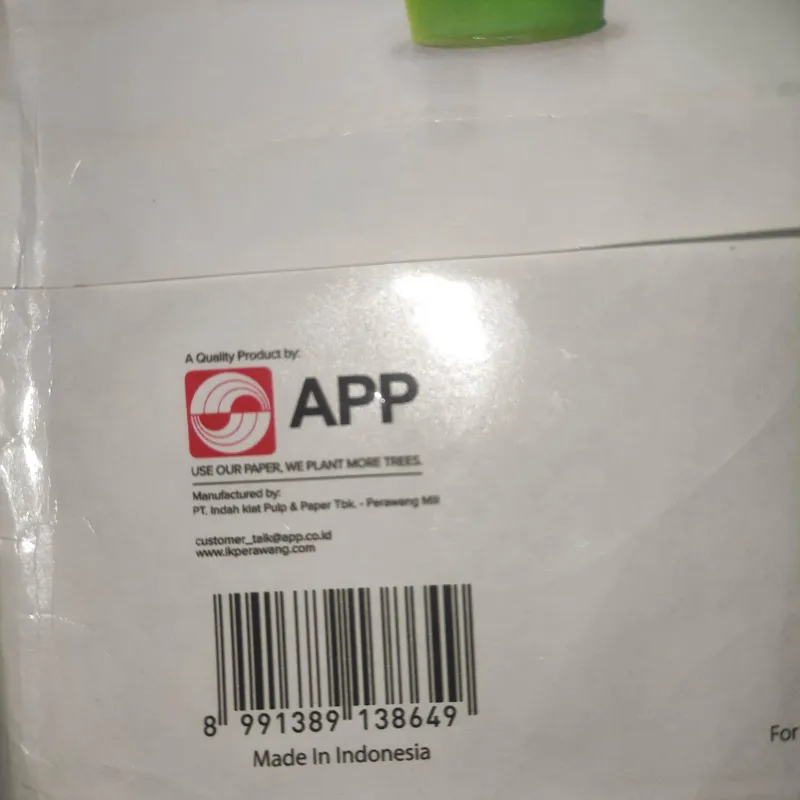 A Quality Product by:
APP
USE OUR PAPER, WE PLANT MORE TREES.
Manufactured by:
PT. Indah kiat Pulp & Paper Tbk. - Perawang Mill
customer_talk@app.co.id
www.ikperawang.com
8 991389 138649
Made In Indonesia
For